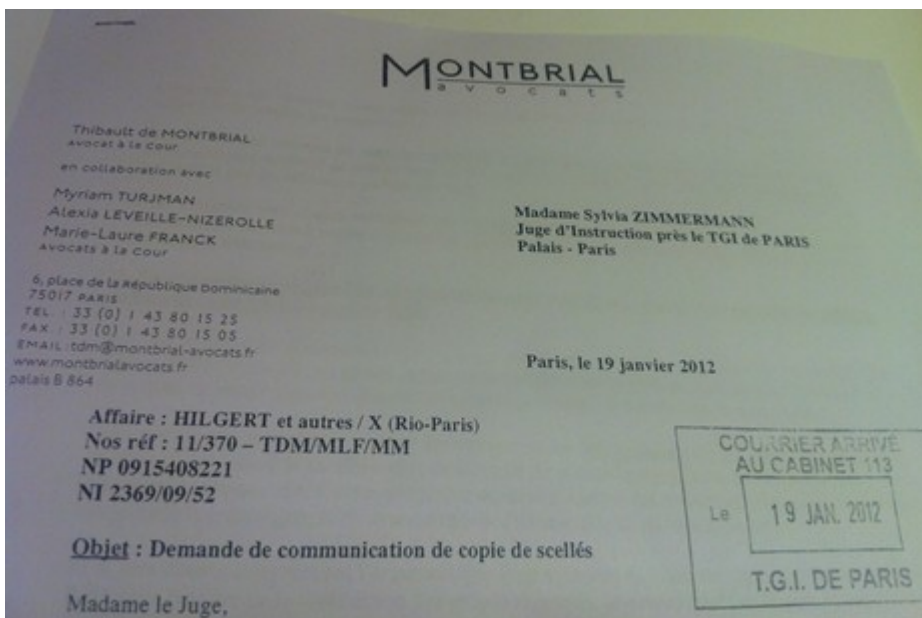 MONTBRIAL
avocats
Thibault de MONTBRIAL
avocat à la cour
en collaboration avec
Myriam TURJMAN
Alexia LEVEILLE-NIZEROLLE
Marie-Laure FRANCK
Avocats à la Cour
6, place de la République Dominicaine
75017 PARIS
TEL. : 33 (0) 1 43 80 15 25
FAX. : 33 (0) 1 43 80 15 05
EMAIL : tdm@montbrial-avocats.fr
www.montbrialavocats.fr
palais B 864
Madame Sylvia ZIMMERMANN
Juge d'Instruction près le TGI de PARIS
Palais - Paris
Paris, le 19 janvier 2012
Affaire : HILGERT et autres / X (Rio-Paris)
Nos réf : 11/370 – TDM/MLF/MM
NP 0915408221
NI 2369/09/52
COURRIER ARRIVÉ
AU CABINET 113
Le 19 JAN. 2012
T.G.I. DE PARIS
Objet : Demande de communication de copie de scellés
Madame le Juge,